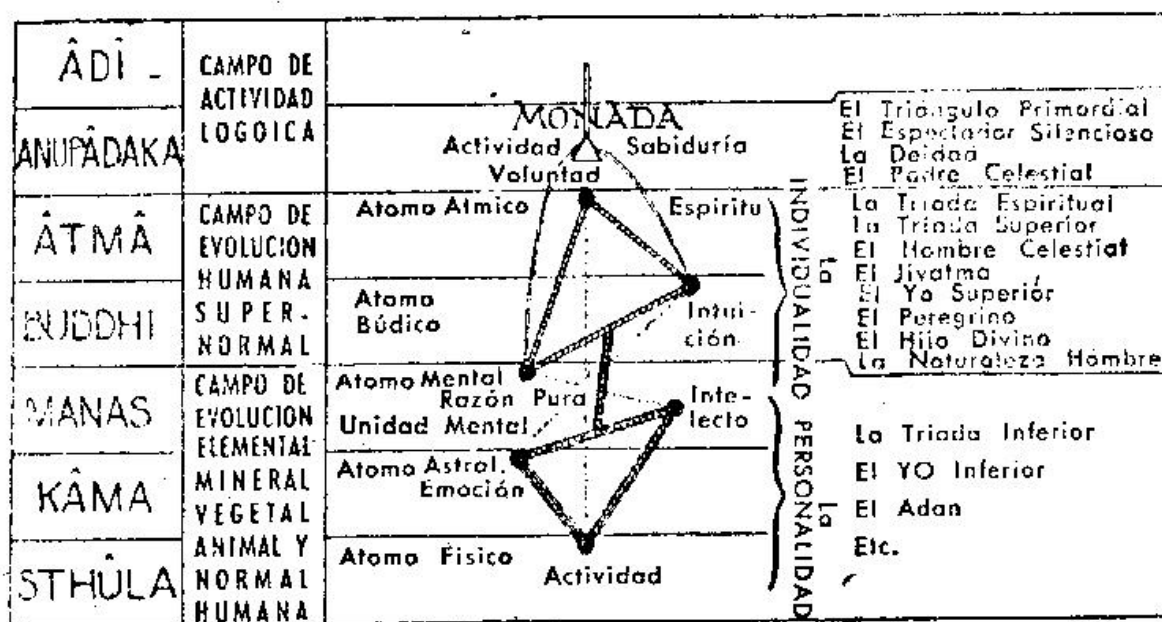 ÂDÎ
ANUPÂDAKA
ÂTMÂ
BUDDHI
MANAS
KÂMA
STHÛLA
CAMPO DE
ACTIVIDAD
LOGOICA
CAMPO DE
EVOLUCION
HUMANA
SUPER-
NORMAL
CAMPO DE
EVOLUCION
ELEMENTAL
MINERAL
VEGETAL
ANIMAL Y
NORMAL
HUMANA
MONADA
Actividad Sabiduría
Voluntad
Atomo Atmico Espiritu
Atomo
Búdico
Intui-
ción
Atomo Mental
Razón Pura
Unidad Mental
Inte-
lecto
Atomo Astral.
Emoción
Atomo Fisico
Actividad
La INDIVIDUALIDAD
La PERSONALIDAD
El Triángulo Primordial
El Espectador Silencioso
La Deidad
El Padre Celestial
La Triada Espiritual
La Triada Superior
El Hombre Celestial
El Jivatma
El Yo Superior
El Peregrino
El Hijo Divino
La Naturaleza Hombre
La Triada Inferior
El YO Inferior
El Adan
Etc.